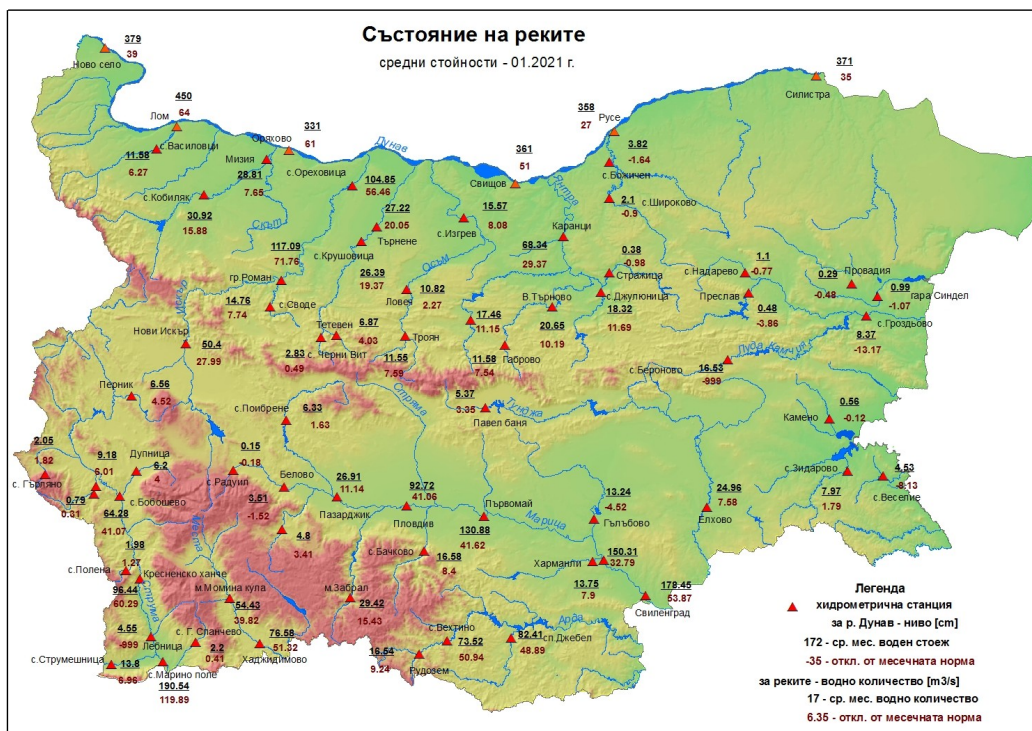 Състояние на реките
средни стойности - 01.2021 г.
379
39
Ново село
450
64
Лом
331
61
Оряхово
Дунав
361
51
Свищов
358
27
Русе
371
35
Силистра
с.Василовци
11.58
6.27
Мизия
28.81
7.65
с.Кобиляк
30.92
15.88
Скът
с.Ореховица
104.85
56.46
27.22
20.05
Търнене
с.Крушовица
26.39
19.37
15.57
8.08
с.Изгрев
Янтра
3.82
-1.64
с.Божичен
2.1
-0.9
с.Широково
Каранци
68.34
29.37
0.38
-0.98
Стражица
117.09
71.76
гр.Роман
Искър
Осъм
10.82
2.27
Ловеч
14.76
7.74
с.Своде
Тетевен
6.87
4.03
2.83
0.49
с. Черни Вит
Троян
11.55
7.59
17.46
11.15
11.58
7.54
Габрово
В.Търново
20.65
10.19
с.Джулюница
18.32
11.69
с.Надарево
1.1
-0.77
Преслав
0.48
-3.86
0.29
-0.48
Провадия
0.99
-1.07
гара Синдел
с.Гроздьово
8.37
-13.17
Луда Камчия
с.Бероново
16.53
-999
Нови Искър
50.4
27.99
Перник
6.56
4.52
с.Поибрене
6.33
1.63
Стряма
5.37
3.35
Павел баня
Тунджа
Камено
0.56
-0.12
с.Зидарово
7.97
1.79
4.53
-8.13
с.Веселие
2.05
1.82
с. Гърляно
9.18
6.01
Дупница
6.2
4
0.79
0.31
с.Бобошево
64.28
41.07
0.15
-0.18
с.Радуил
Белово
3.51
-1.52
26.91
11.14
Пазарджик
92.72
41.06
Пловдив
Първомай
130.88
41.62
Марица
13.24
-4.52
Гълъбово
24.96
7.58
Елхово
4.8
3.41
Места
с.Бачково
16.58
8.4
Харманли
150.31
32.79
13.75
7.9
178.45
53.87
Свиленград
1.98
1.27
с.Полена
Кресненско ханче
96.44
60.29
Струма
м.Момина кула
54.43
39.82
м.Забрал
29.42
15.43
4.55
-999
Лебница
с. Г. Спанчево
2.2
0.41
76.58
51.32
Хаджидимово
с.Струмешница
13.8
6.96
с.Марино поле
190.54
119.89
с.Вехтино
73.52
50.94
16.54
9.24
Рудозем
Арда
82.41
48.89
сп.Джебел
Легенда
хидрометрична станция
за р. Дунав - ниво [cm]
172 - ср. мес. воден стоеж
-35 - откл. от месечната норма
за реките - водно количество [m3/s]
17 - ср. мес. водно количество
6.35 - откл. от месечната норма